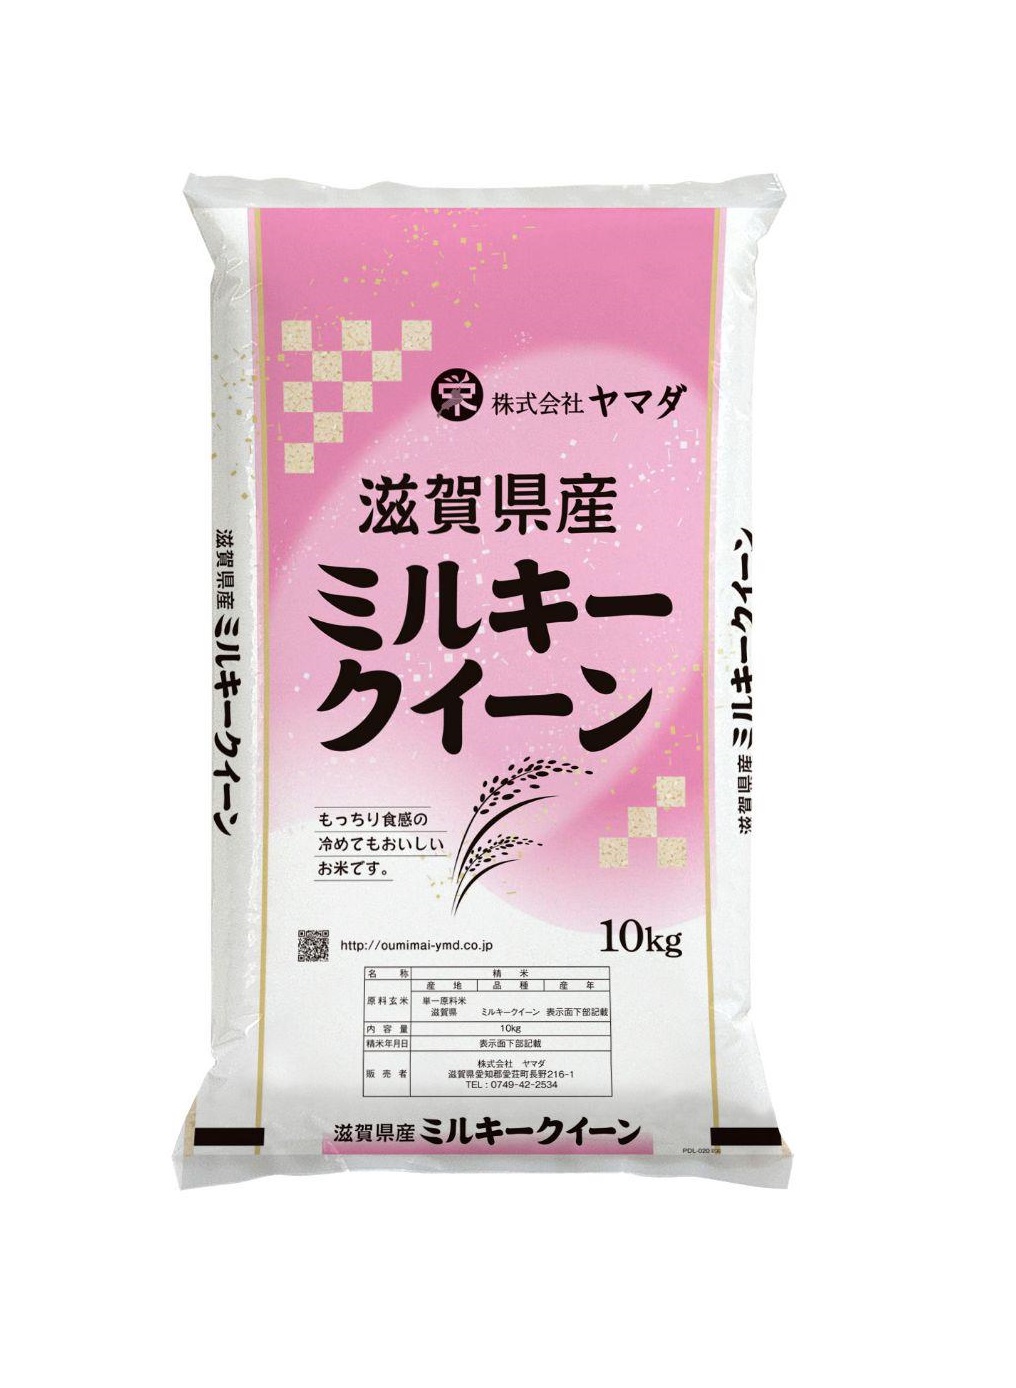 栄 株式会社 ヤマダ
滋賀県産
ミルキー
クイーン
滋賀県産 ミルキークイーン
滋賀県産 ミルキークイーン
もっちり食感の
冷めてもおいしい
お米です。
http://oumimai-ymd.co.jp
10kg
名 称 精 米
原料玄米 産 地 品 種 産 年
単一原料米
滋賀県 ミルキークイーン 表示面下部記載
内 容 量 10kg
精米年月日 表示面下部記載
販 売 者 株式会社 ヤマダ
滋賀県愛知郡愛荘町長野216-1
TEL：0749-42-2534
滋賀県産 ミルキークイーン